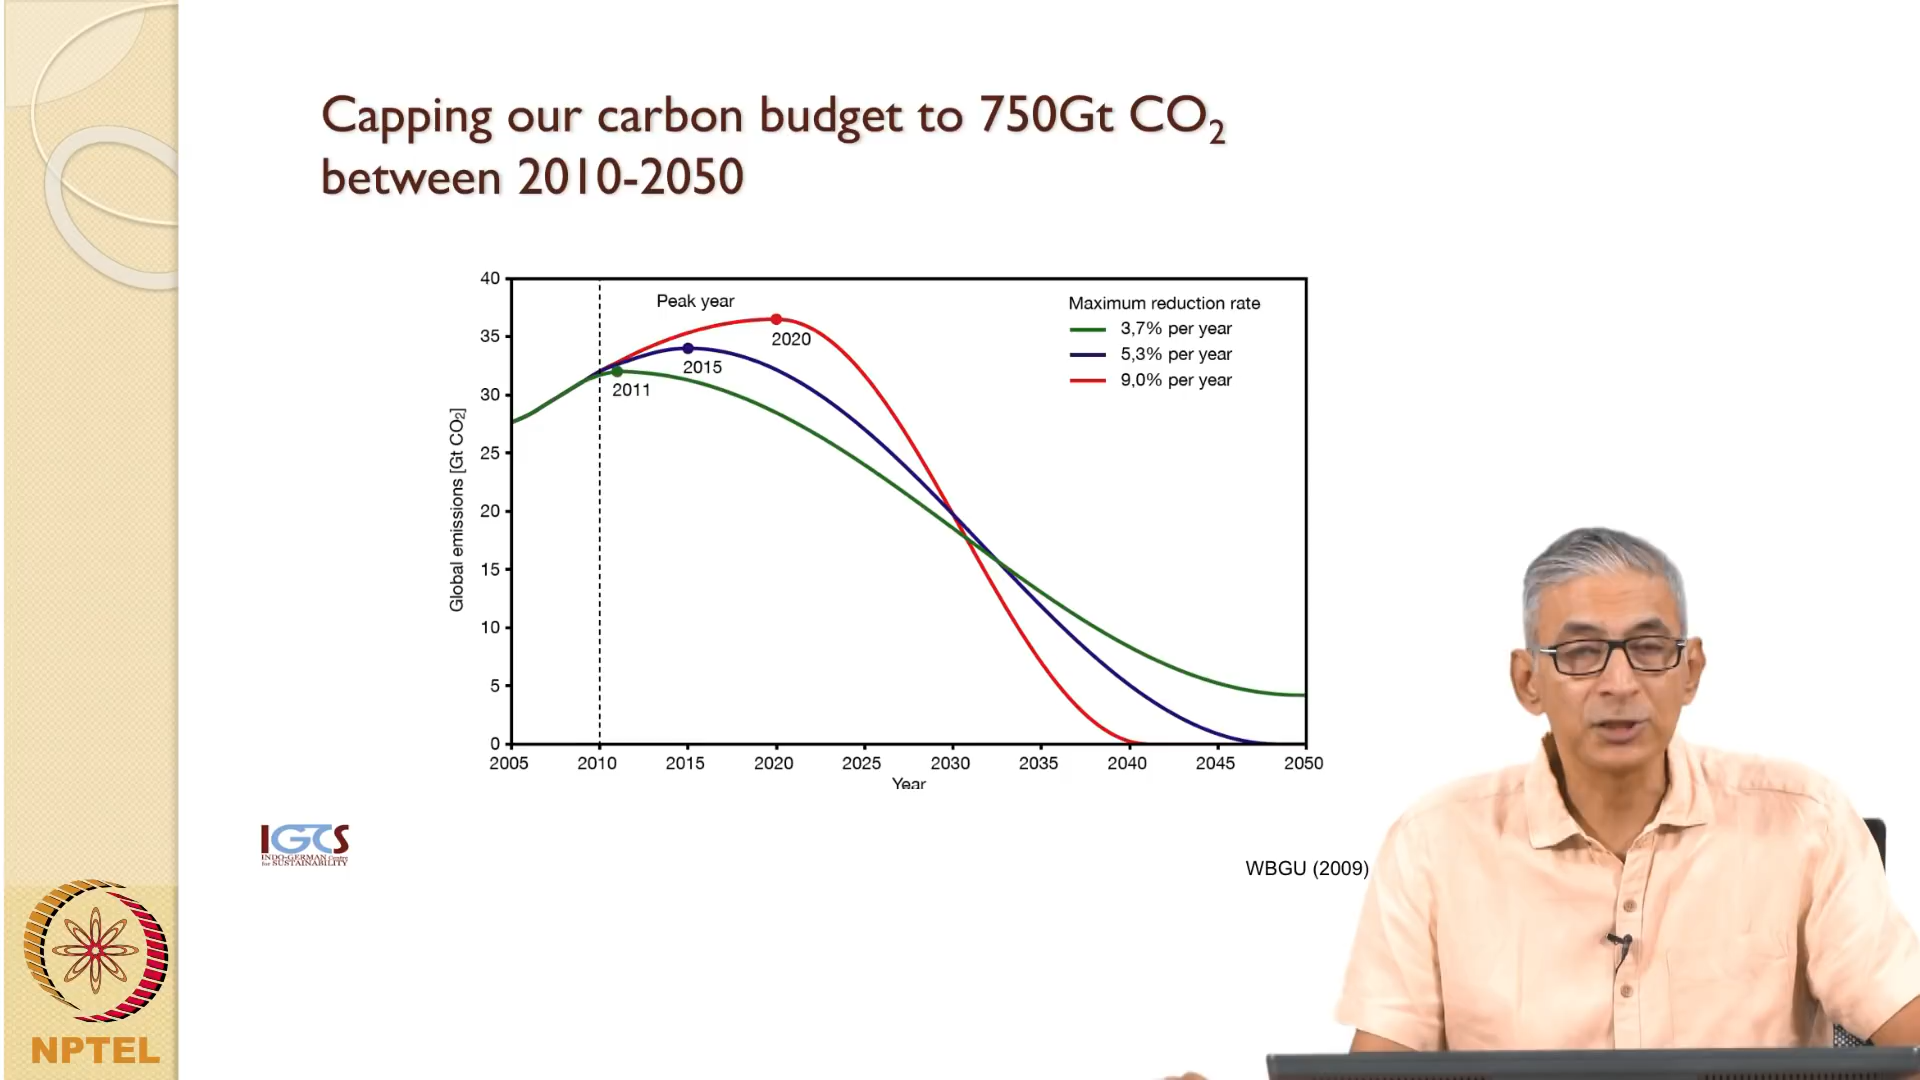 Capping our carbon budget to 750Gt CO₂
between 2010-2050
40
35
30
25
20
15
10
5
0
Global emissions [Gt CO₂]
Peak year
2020
2015
2011
Maximum reduction rate
3,7% per year
5,3% per year
9,0% per year
2005 2010 2015 2020 2025 2030 2035 2040 2045 2050
Year
IGCS
INDO-GERMAN Centre
for SUSTAINABILITY
WBGU (2009)
NPTEL